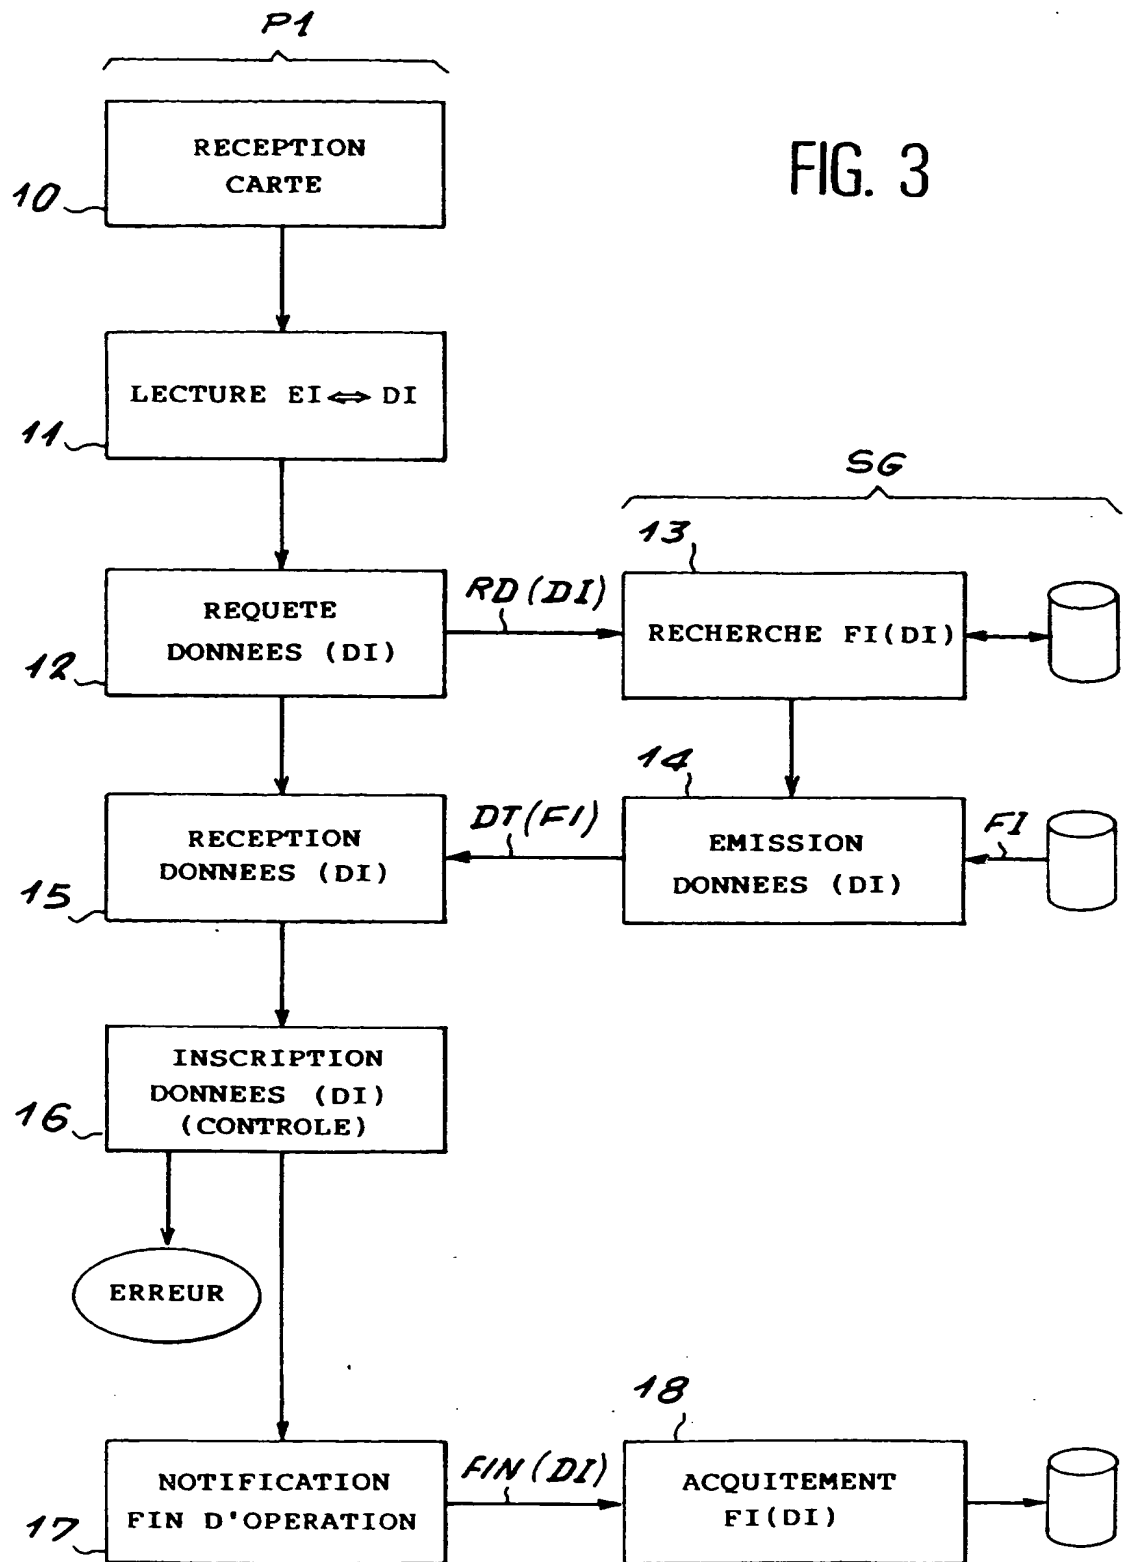 P1
FIG. 3
RECEPTION
CARTE
10
LECTURE EI⇔DI
11
SG
13
REQUETE
DONNEES (DI)
12
RD(DI)
RECHERCHE FI(DI)
14
RECEPTION
DONNEES (DI)
15
DT(FI)
EMISSION
DONNEES (DI)
FI
INSCRIPTION
DONNEES (DI)
(CONTROLE)
16
ERREUR
18
NOTIFICATION
FIN D'OPERATION
17
FIN(DI)
ACQUITEMENT
FI(DI)